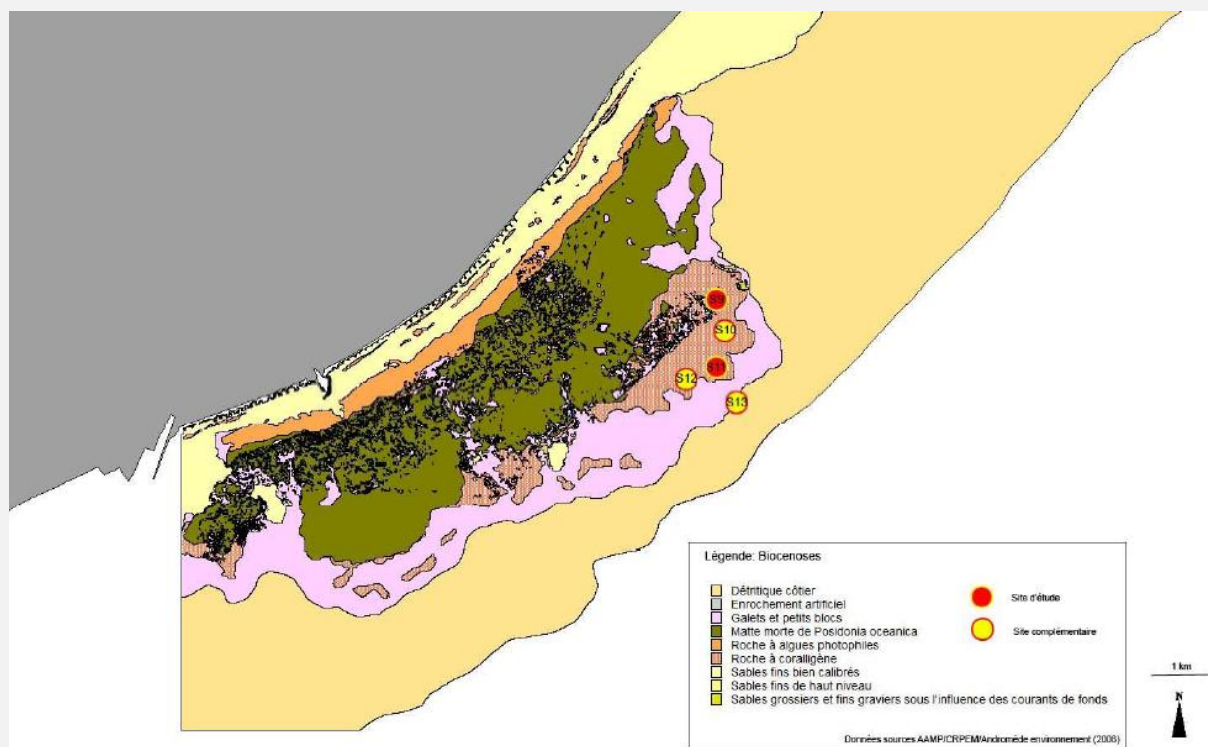 S9
S10
S11
S12
S13
Légende: Biocenoses
Détritique côtier
Enrochement artificiel
Galets et petits blocs
Matte morte de Posidonia oceanica
Roche à algues photophiles
Roche à coralligène
Sables fins bien calibrés
Sables fins de haut niveau
Sables grossiers et fins graviers sous l'influence des courants de fonds
Site d'étude
Site complémentaire
Données sources AAMP/CRPEM/Andromède environnement (2006)
1 km
N